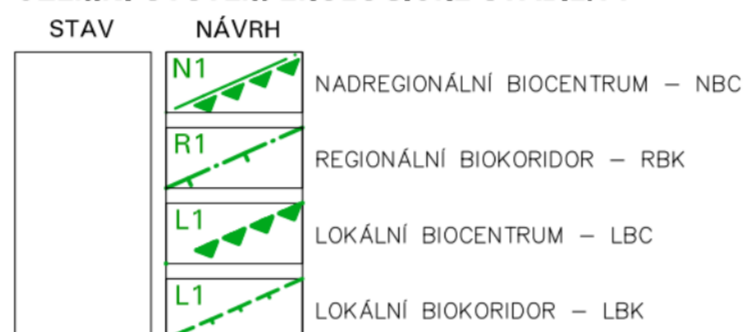 STAV NÁVRH
N1 NADREGIONÁLNÍ BIOCENTRUM – NBC
R1 REGIONÁLNÍ BIOKORIDOR – RBK
L1 LOKÁLNÍ BIOCENTRUM – LBC
L1 LOKÁLNÍ BIOKORIDOR – LBK